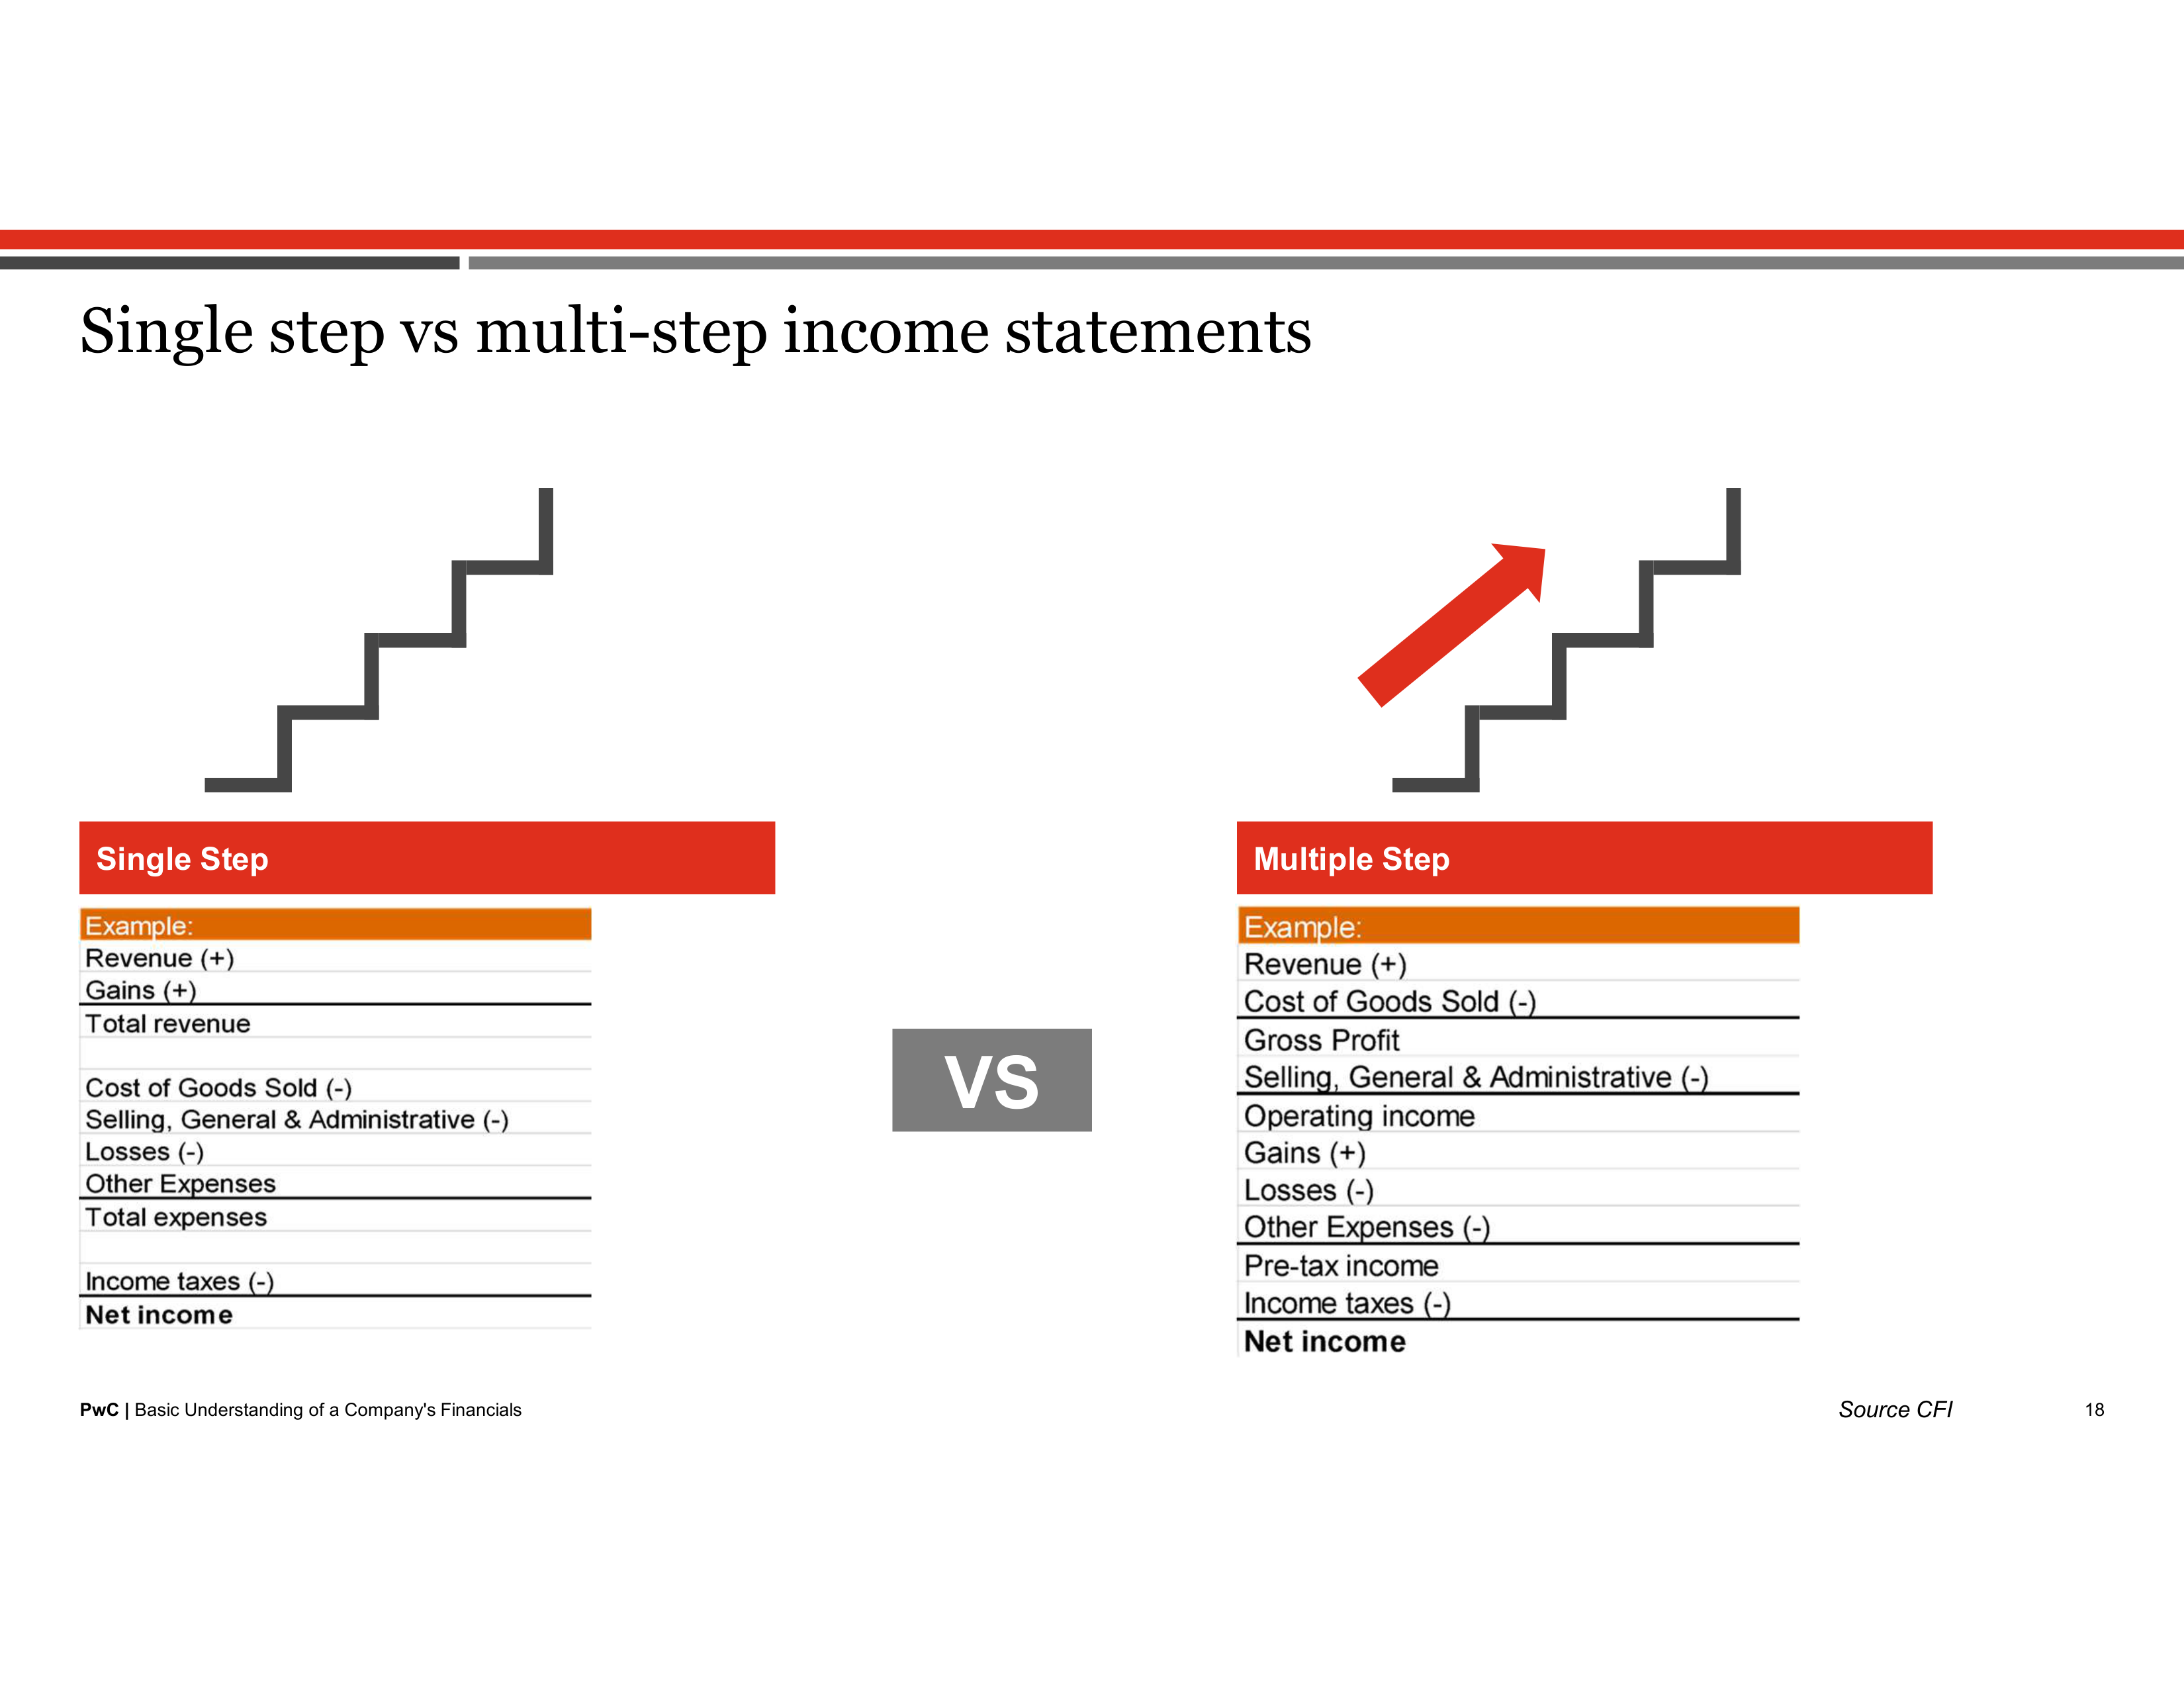 Single step vs multi-step income statements
Single Step
Example:
Revenue (+)
Gains (+)
Total revenue
Cost of Goods Sold (-)
Selling, General & Administrative (-)
Losses (-)
Other Expenses
Total expenses
Income taxes (-)
Net income
VS
Multiple Step
Example:
Revenue (+)
Cost of Goods Sold (-)
Gross Profit
Selling, General & Administrative (-)
Operating income
Gains (+)
Losses (-)
Other Expenses (-)
Pre-tax income
Income taxes (-)
Net income
PwC | Basic Understanding of a Company's Financials
Source CFI
18